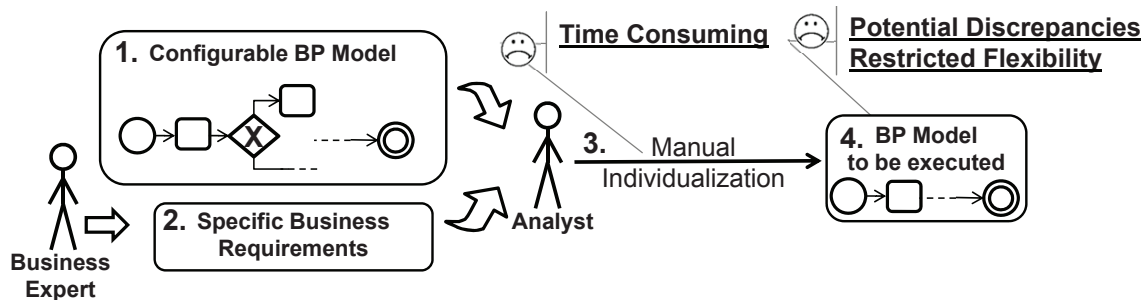 1. Configurable BP Model
X
Business
Expert
2. Specific Business
Requirements
Analyst
Time Consuming
3. Manual
Individualization
Potential Discrepancies
Restricted Flexibility
4. BP Model
to be executed